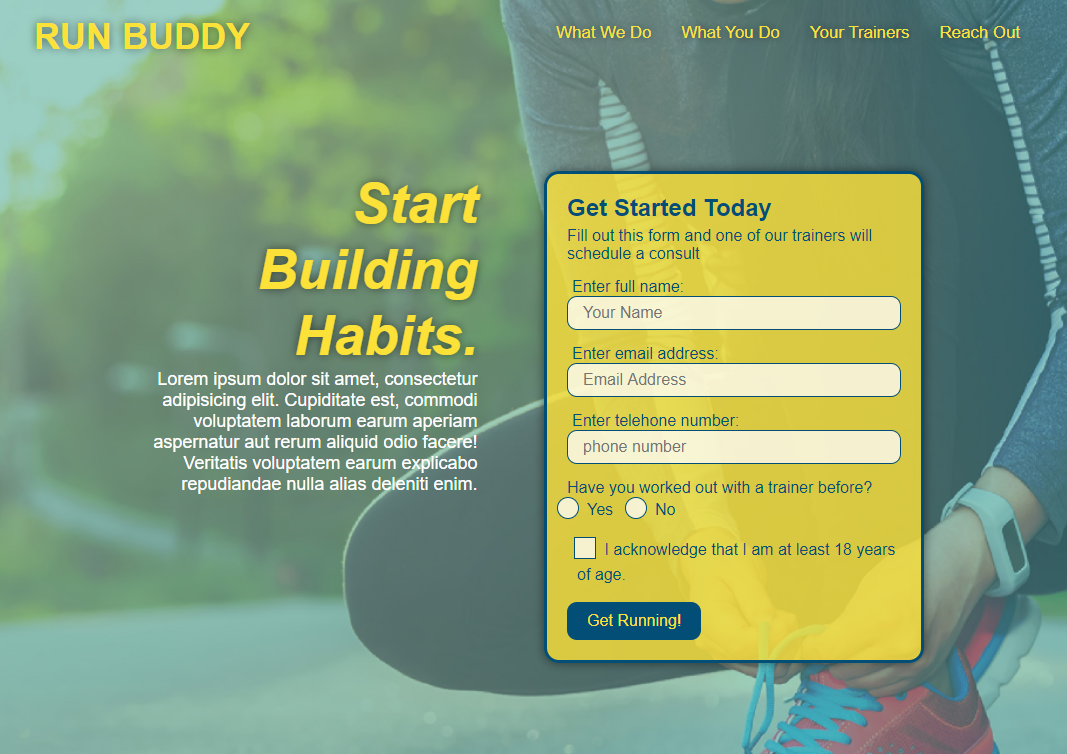 RUN BUDDY
What We Do What You Do Your Trainers Reach Out
Start
Building
Habits.
Lorem ipsum dolor sit amet, consectetur
adipisicing elit. Cupiditate est, commodi
voluptatem laborum earum aperiam
aspernatur aut rerum aliquid odio facere!
Veritatis voluptatem earum explicabo
repudiandae nulla alias deleniti enim.
Get Started Today
Fill out this form and one of our trainers will
schedule a consult
Enter full name:
Your Name
Enter email address:
Email Address
Enter telehone number:
phone number
Have you worked out with a trainer before?
Yes No
I acknowledge that I am at least 18 years
of age.
Get Running!